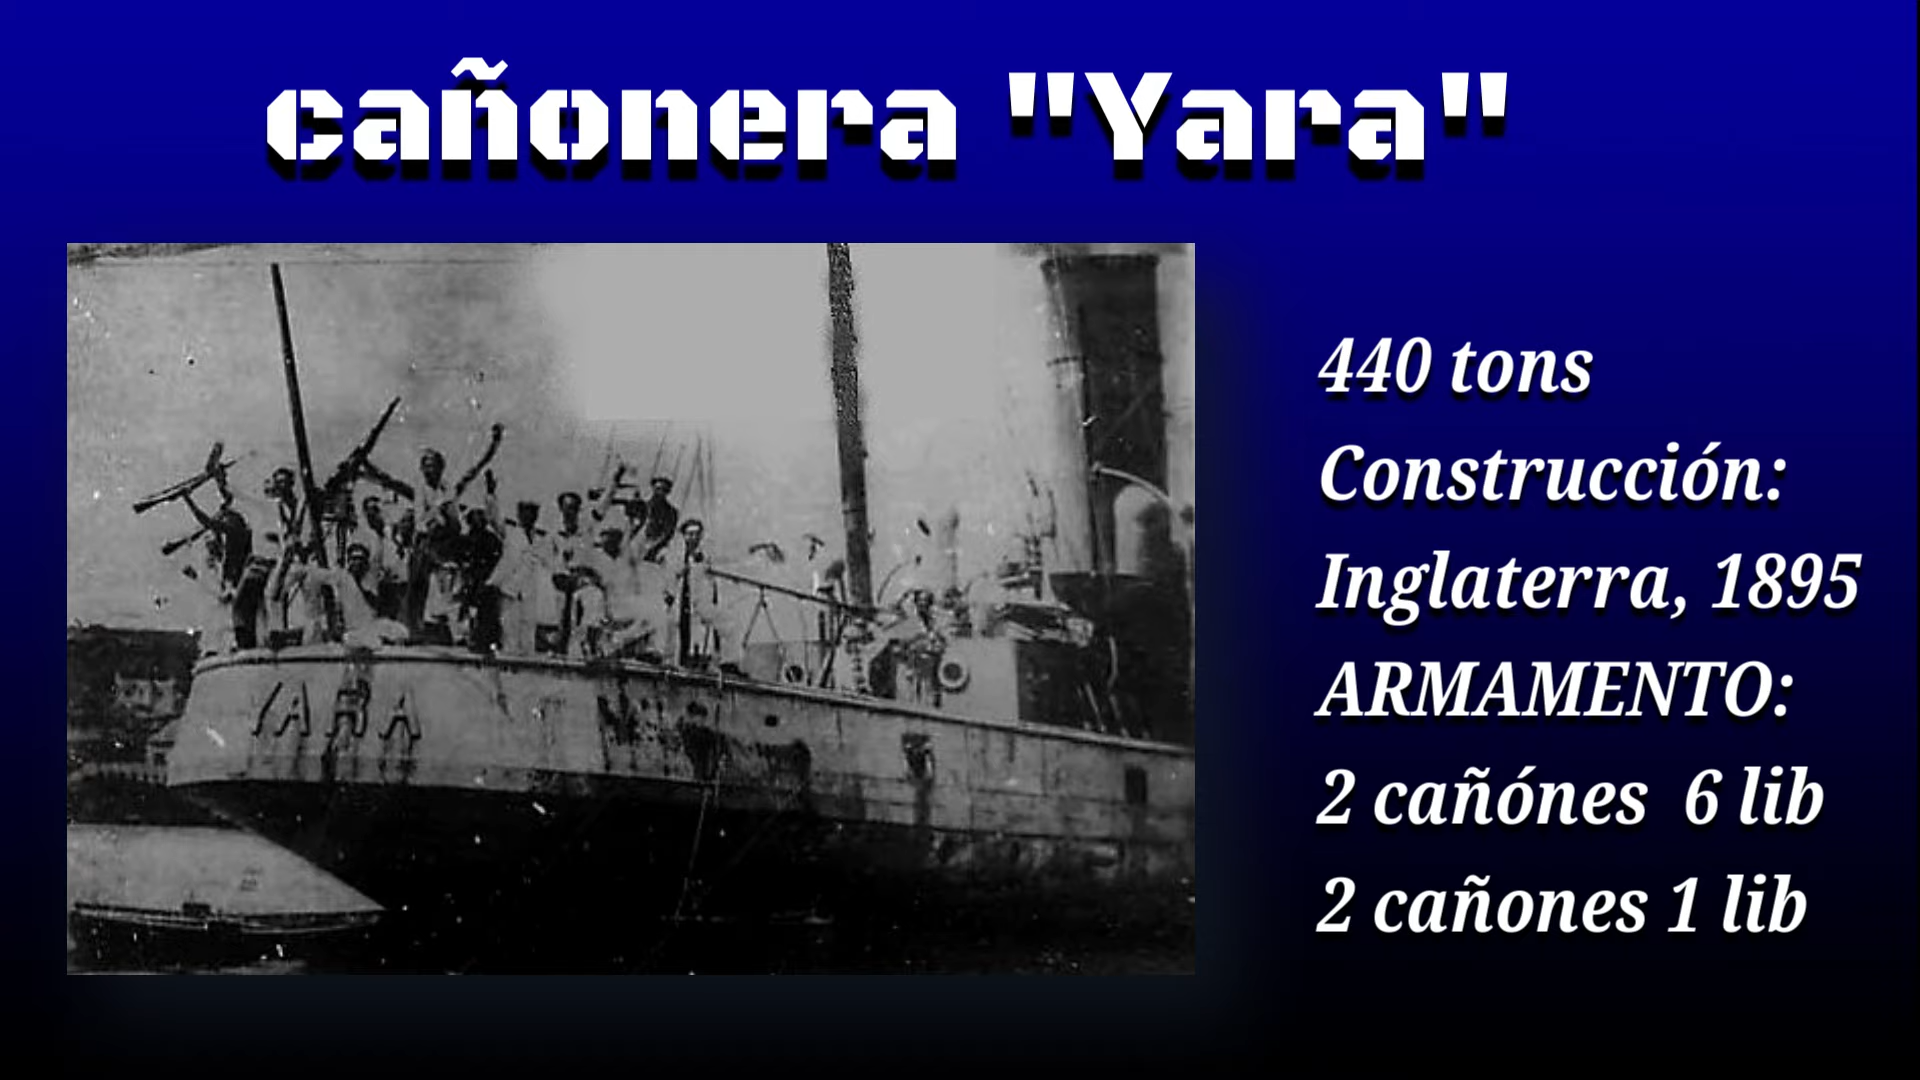 cañonera "Yara"
YARA
440 tons
Construcción:
Inglaterra, 1895
ARMAMENTO:
2 cañónes  6 lib
2 cañones 1 lib